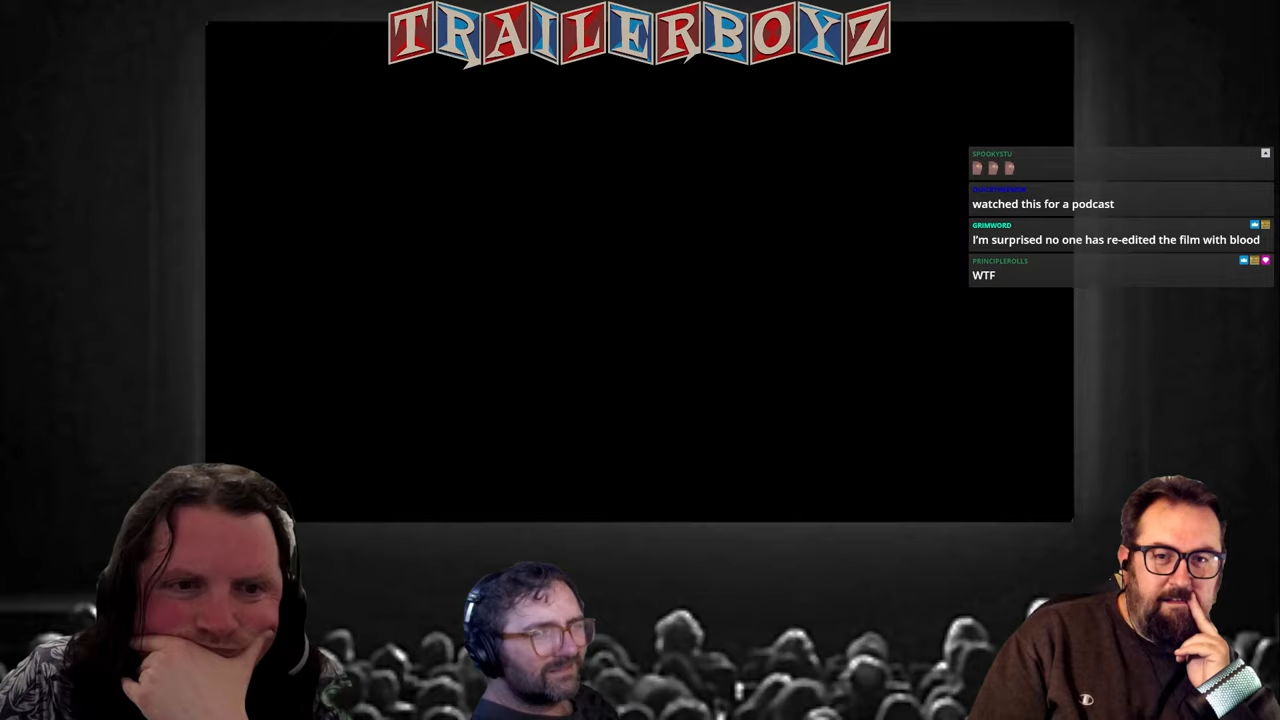 TRAILERBOYZ
SPOOKYSTU
watched this for a podcast
GRIMWORD
I'm surprised no one has re-edited the film with blood
PRINCIPLEROLLS
WTF